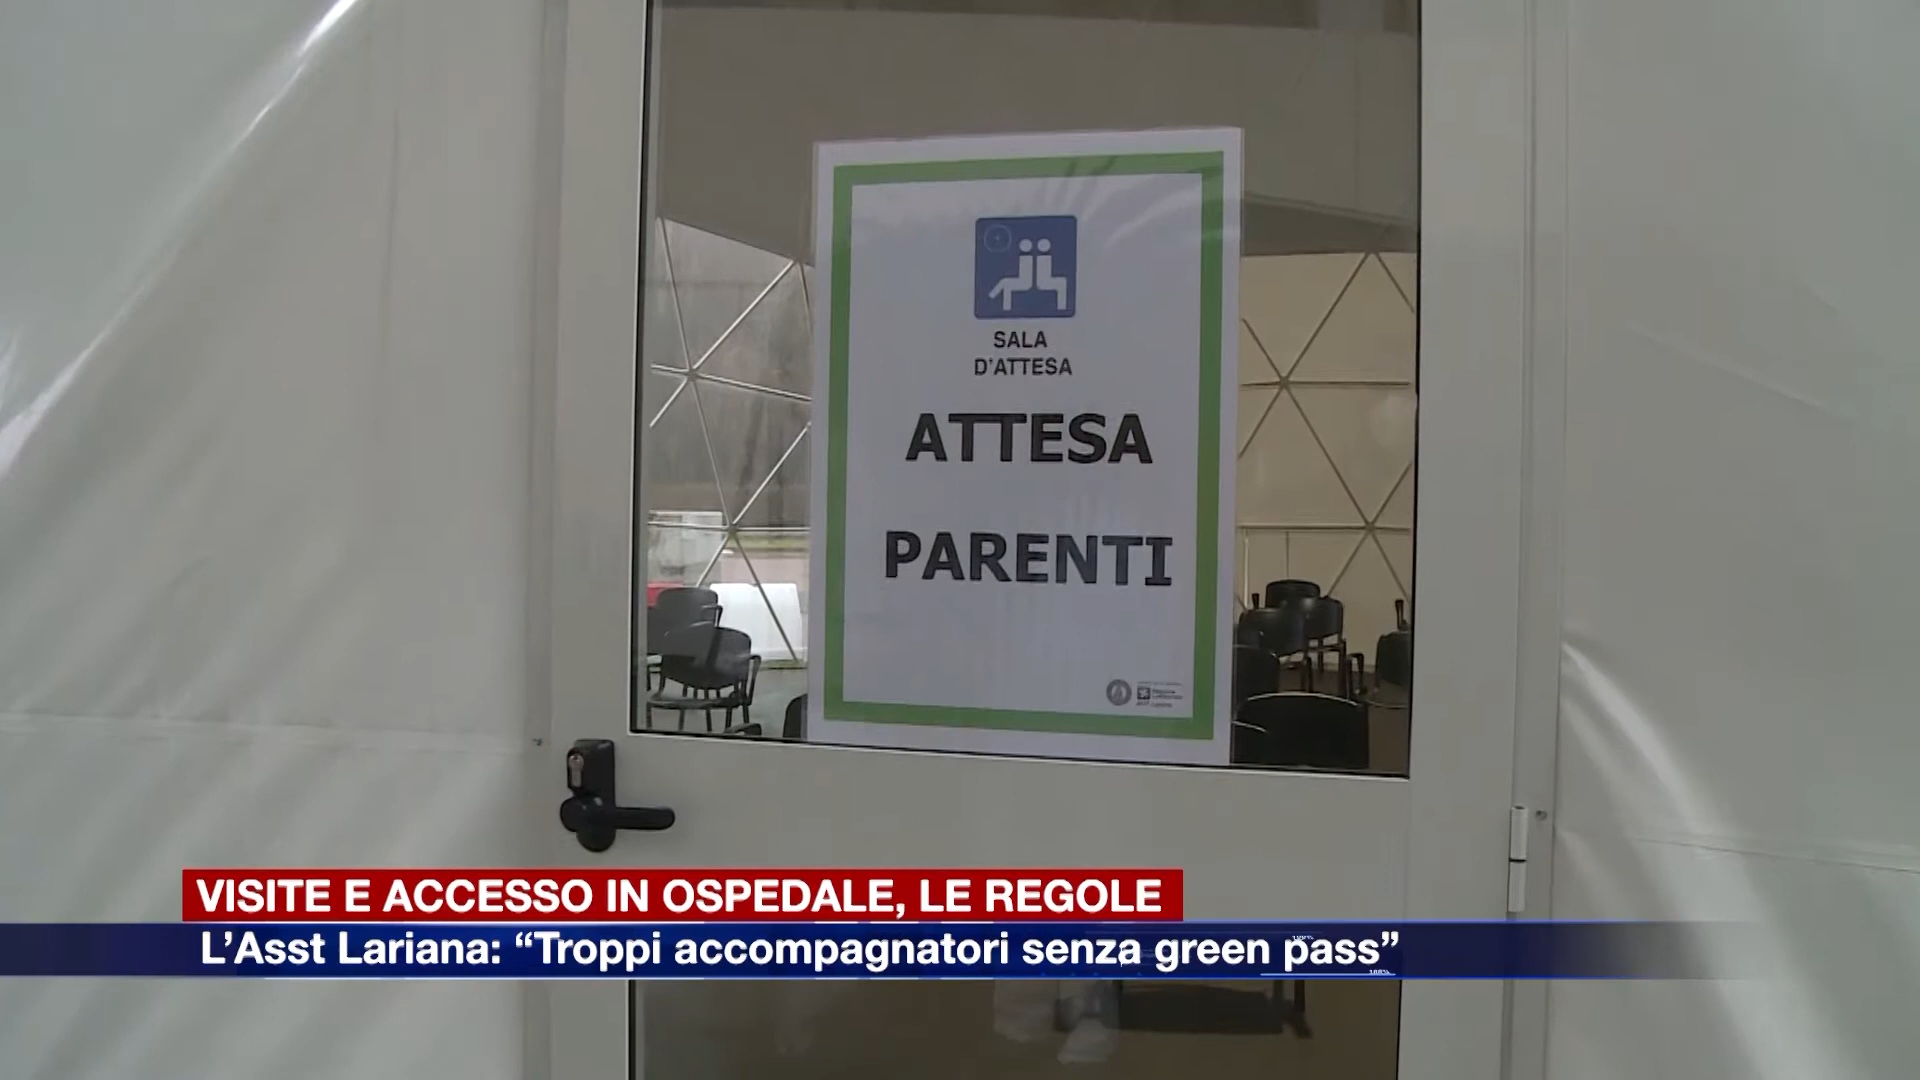 SALA
D'ATTESA
ATTESA
PARENTI
VISITE E ACCESSO IN OSPEDALE, LE REGOLE
L’Asst Lariana: “Troppi accompagnatori senza green pass”